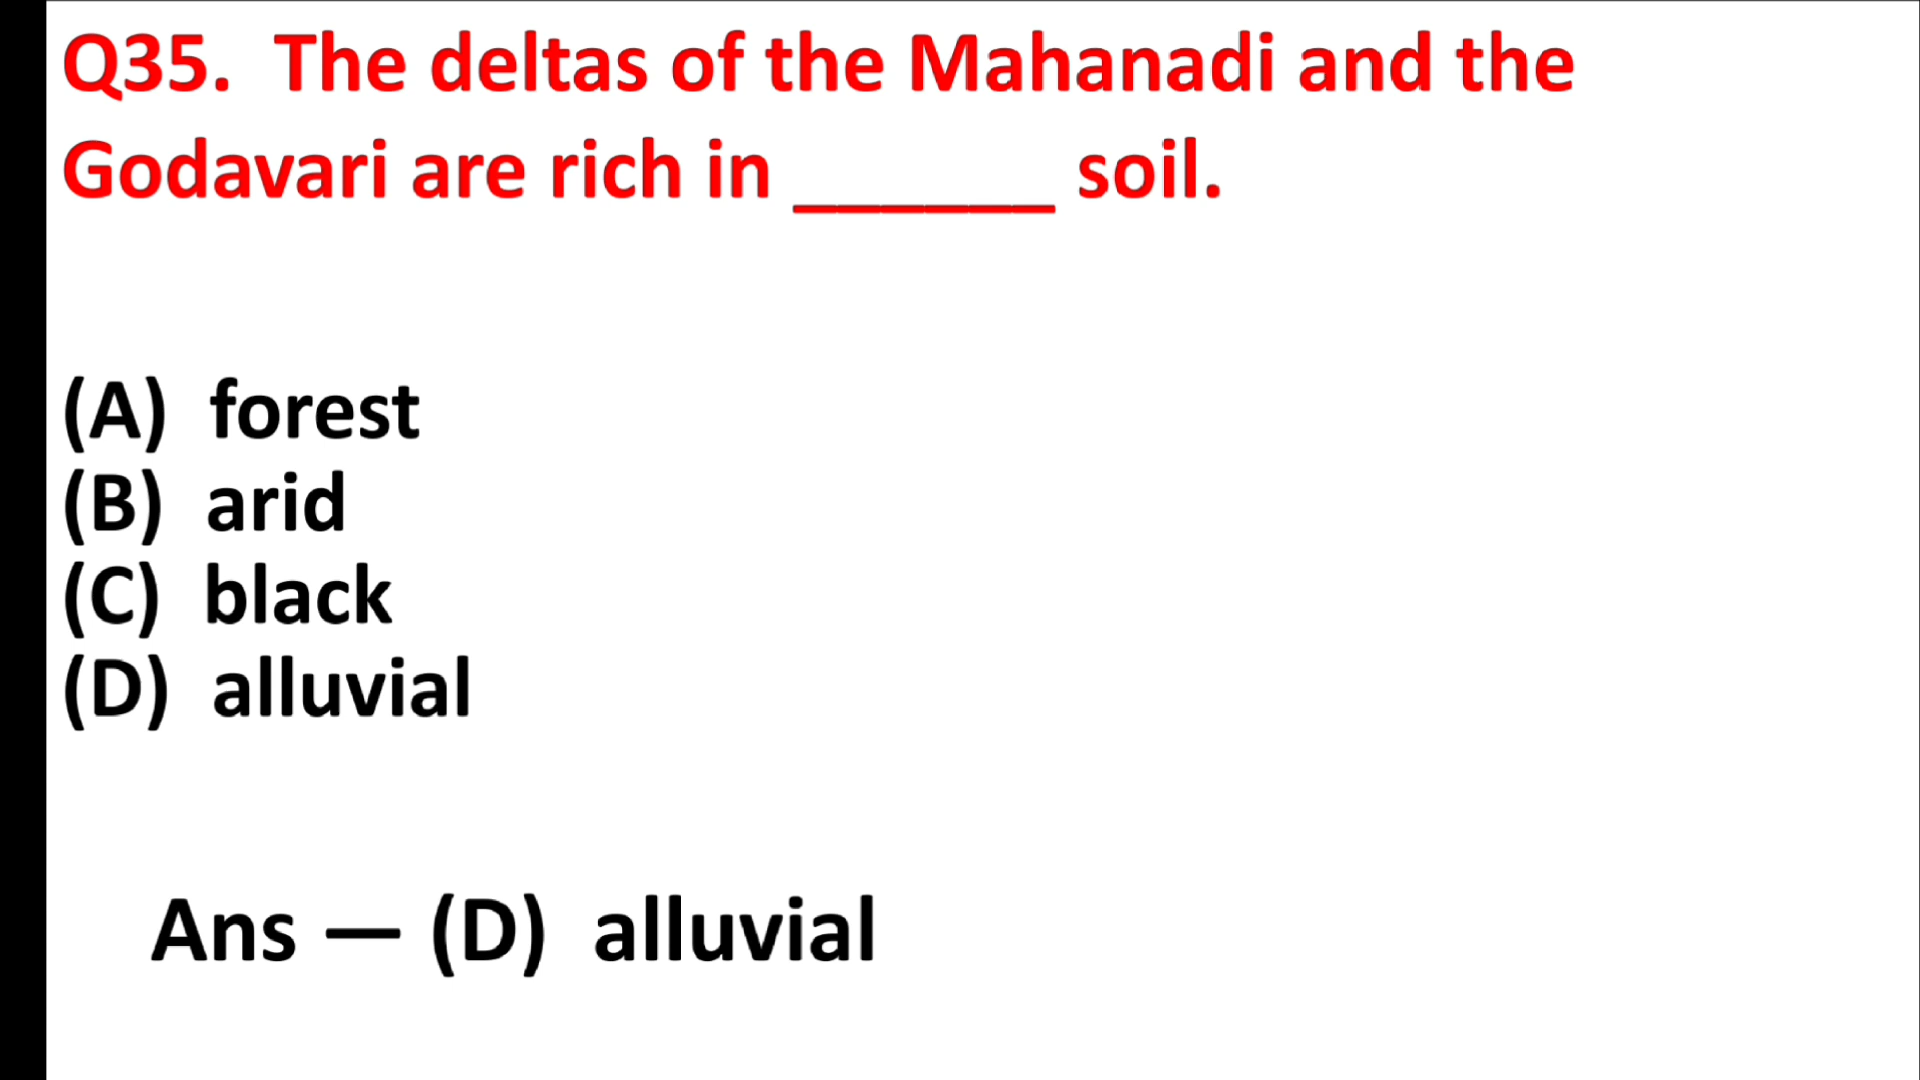 Q35. The deltas of the Mahanadi and the
Godavari are rich in ______ soil.
(A) forest
(B) arid
(C) black
(D) alluvial
Ans — (D) alluvial